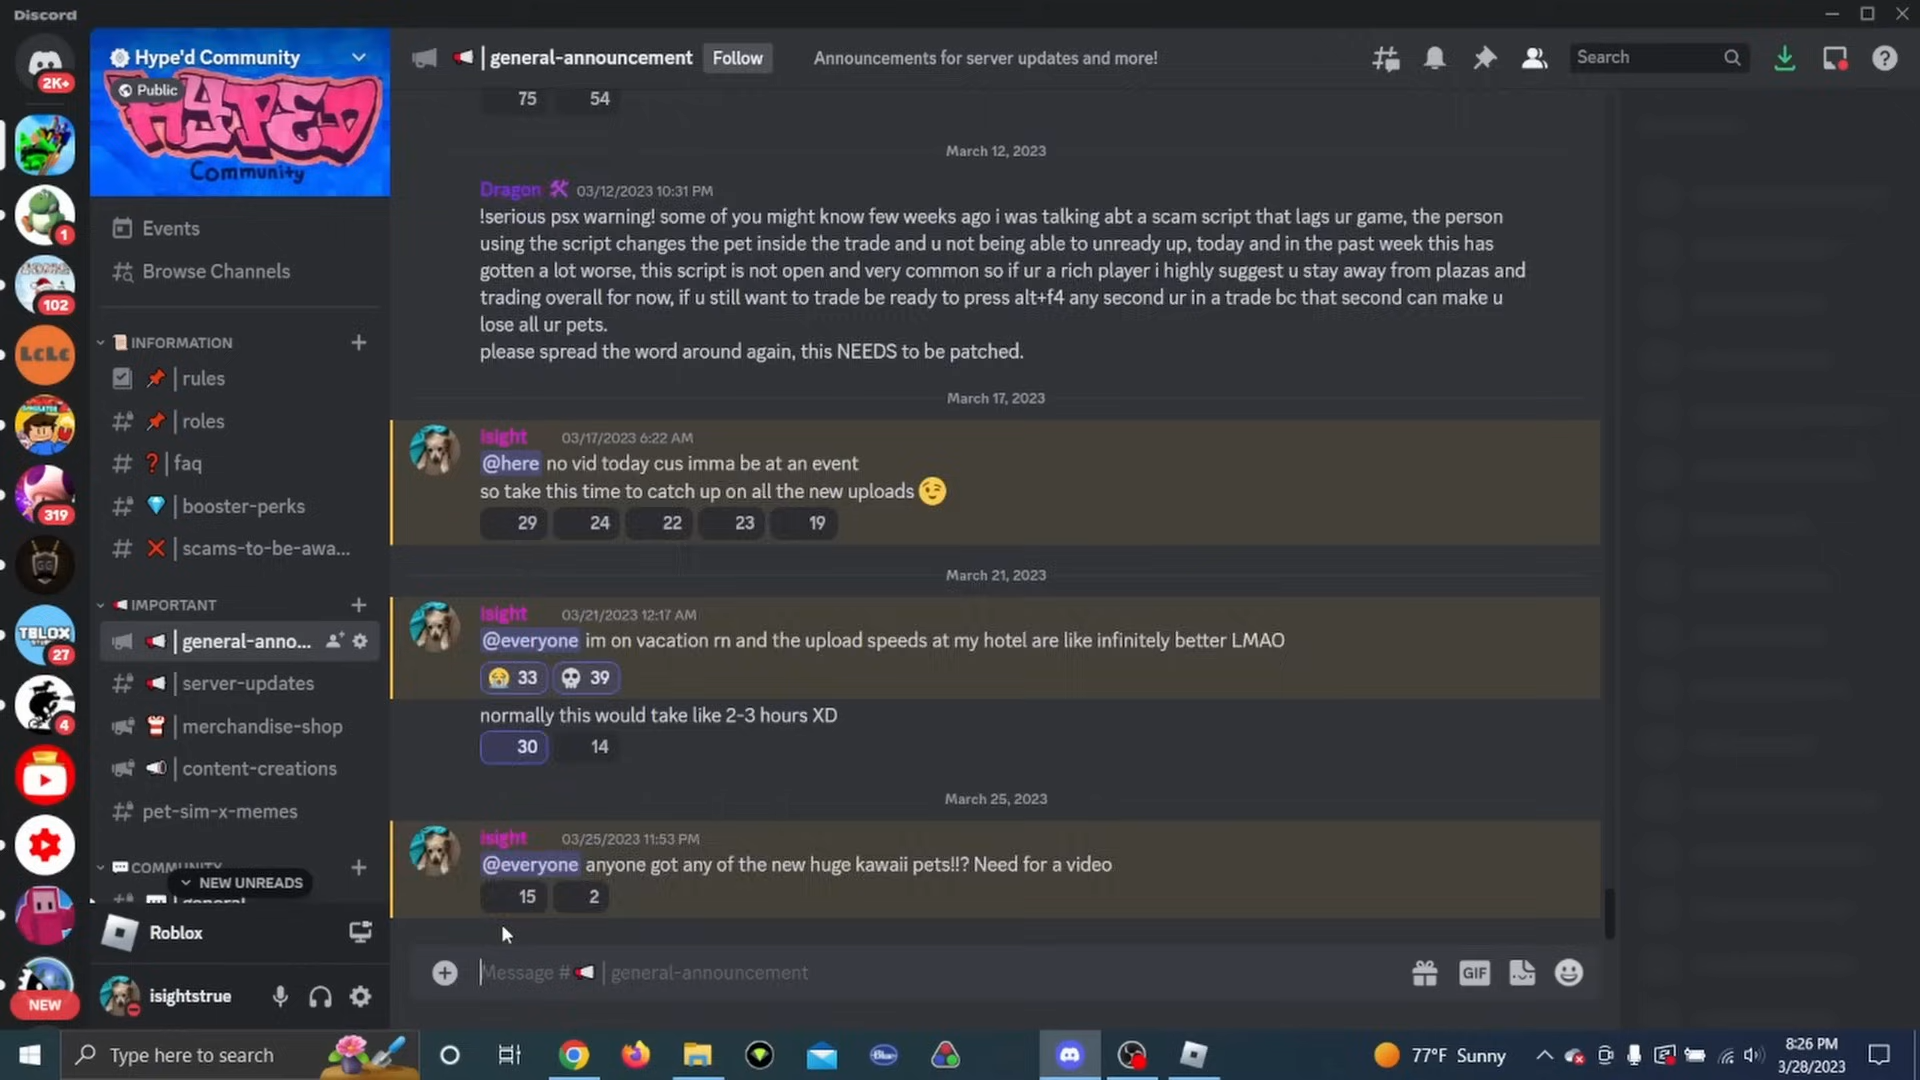 Discord
2K+
1
102
LCLC
319
GG
TBLOX
27
4
NEW
Hype'd Community
Public
HYPED
Community
Events
Browse Channels
INFORMATION
rules
roles
faq
booster-perks
scams-to-be-awa...
IMPORTANT
general-anno...
server-updates
merchandise-shop
content-creations
pet-sim-x-memes
COMMUNITY
NEW UNREADS
general
Roblox
isightstrue
general-announcement
Follow
Announcements for server updates and more!
Search
75 54
March 12, 2023
Dragon 03/12/2023 10:31 PM
!serious psx warning! some of you might know few weeks ago i was talking abt a scam script that lags ur game, the person
using the script changes the pet inside the trade and u not being able to unready up, today and in the past week this has
gotten a lot worse, this script is not open and very common so if ur a rich player i highly suggest u stay away from plazas and
trading overall for now, if u still want to trade be ready to press alt+f4 any second ur in a trade bc that second can make u
lose all ur pets.
please spread the word around again, this NEEDS to be patched.
March 17, 2023
isight 03/17/2023 6:22 AM
@here no vid today cus imma be at an event
so take this time to catch up on all the new uploads 😉
29 24 22 23 19
March 21, 2023
isight 03/21/2023 12:17 AM
@everyone im on vacation rn and the upload speeds at my hotel are like infinitely better LMAO
😭 33 💀 39
normally this would take like 2-3 hours XD
30 14
March 25, 2023
isight 03/25/2023 11:53 PM
@everyone anyone got any of the new huge kawaii pets!!? Need for a video
15 2
Message # | general-announcement
GIF
Type here to search
Blue
77°F Sunny
8:26 PM
3/28/2023